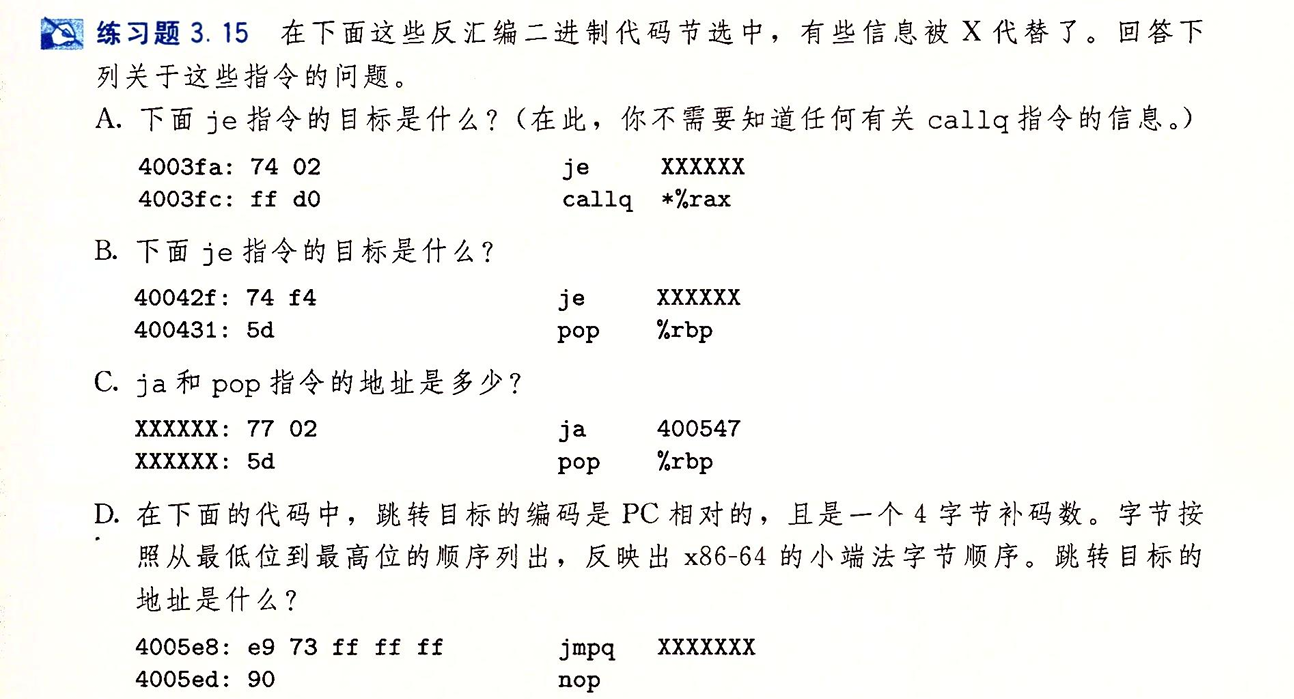 练习题 3.15 在下面这些反汇编二进制代码节选中，有些信息被 X 代替了。回答下
列关于这些指令的问题。
A. 下面 je 指令的目标是什么？（在此，你不需要知道任何有关 callq 指令的信息。）
4003fa: 74 02 je XXXXXX
4003fc: ff d0 callq *%rax
B. 下面 je 指令的目标是什么？
40042f: 74 f4 je XXXXXX
400431: 5d pop %rbp
C. ja 和 pop 指令的地址是多少？
XXXXXX: 77 02 ja 400547
XXXXXX: 5d pop %rbp
D. 在下面的代码中，跳转目标的编码是 PC 相对的，且是一个 4 字节补码数。字节按
照从最低位到最高位的顺序列出，反映出 x86-64 的小端法字节顺序。跳转目标的
地址是什么？
4005e8: e9 73 ff ff ff jmpq XXXXXXX
4005ed: 90 nop